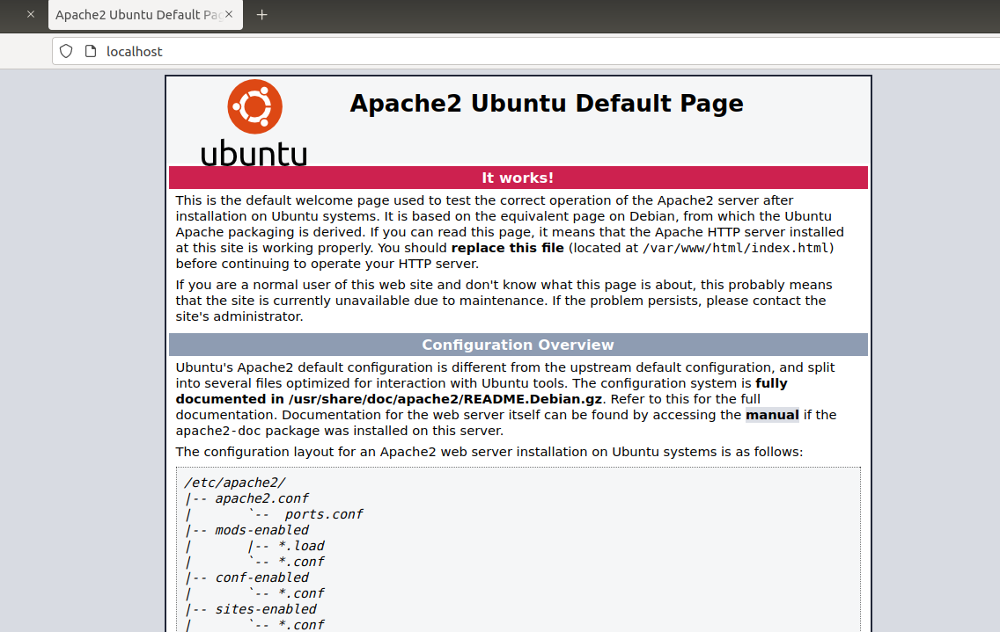 Apache2 Ubuntu Default Pag
localhost
ubuntu
Apache2 Ubuntu Default Page
It works!
This is the default welcome page used to test the correct operation of the Apache2 server after
installation on Ubuntu systems. It is based on the equivalent page on Debian, from which the Ubuntu
Apache packaging is derived. If you can read this page, it means that the Apache HTTP server installed
at this site is working properly. You should replace this file (located at /var/www/html/index.html)
before continuing to operate your HTTP server.
If you are a normal user of this web site and don't know what this page is about, this probably means
that the site is currently unavailable due to maintenance. If the problem persists, please contact the
site's administrator.
Configuration Overview
Ubuntu's Apache2 default configuration is different from the upstream default configuration, and split
into several files optimized for interaction with Ubuntu tools. The configuration system is fully
documented in /usr/share/doc/apache2/README.Debian.gz. Refer to this for the full
documentation. Documentation for the web server itself can be found by accessing the manual if the
apache2-doc package was installed on this server.
The configuration layout for an Apache2 web server installation on Ubuntu systems is as follows:
/etc/apache2/
|-- apache2.conf
|       `--  ports.conf
|-- mods-enabled
|       |-- *.load
|       `-- *.conf
|-- conf-enabled
|       `-- *.conf
|-- sites-enabled
|       `-- *.conf